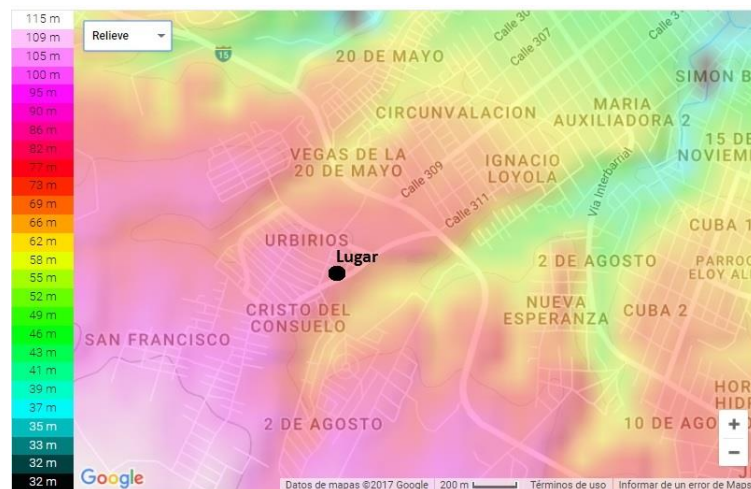 115 m
109 m
105 m
100 m
95 m
90 m
86 m
82 m
77 m
73 m
69 m
66 m
62 m
58 m
55 m
52 m
49 m
46 m
43 m
41 m
39 m
37 m
35 m
33 m
32 m
32 m
Relieve
15
20 DE MAYO
Calle 307
SIMON B
CIRCUNVALACION
MARIA
AUXILIADORA 2
VEGAS DE LA
20 DE MAYO
IGNACIO
LOYOLA
15 DE
NOVIEMB
Calle 309
Calle 311
Vía Interbarrial
CUBA 1
URBIRIOS
Lugar
2 DE AGOSTO
PARROQ
ELOY AL
CRISTO DEL
CONSUELO
NUEVA
ESPERANZA
CUBA 2
SAN FRANCISCO
HOR
HID
2 DE AGOSTO
10 DE AGO
+
−
Google
Datos de mapas ©2017 Google
200 m
Términos de uso
Informar de un error de Maps